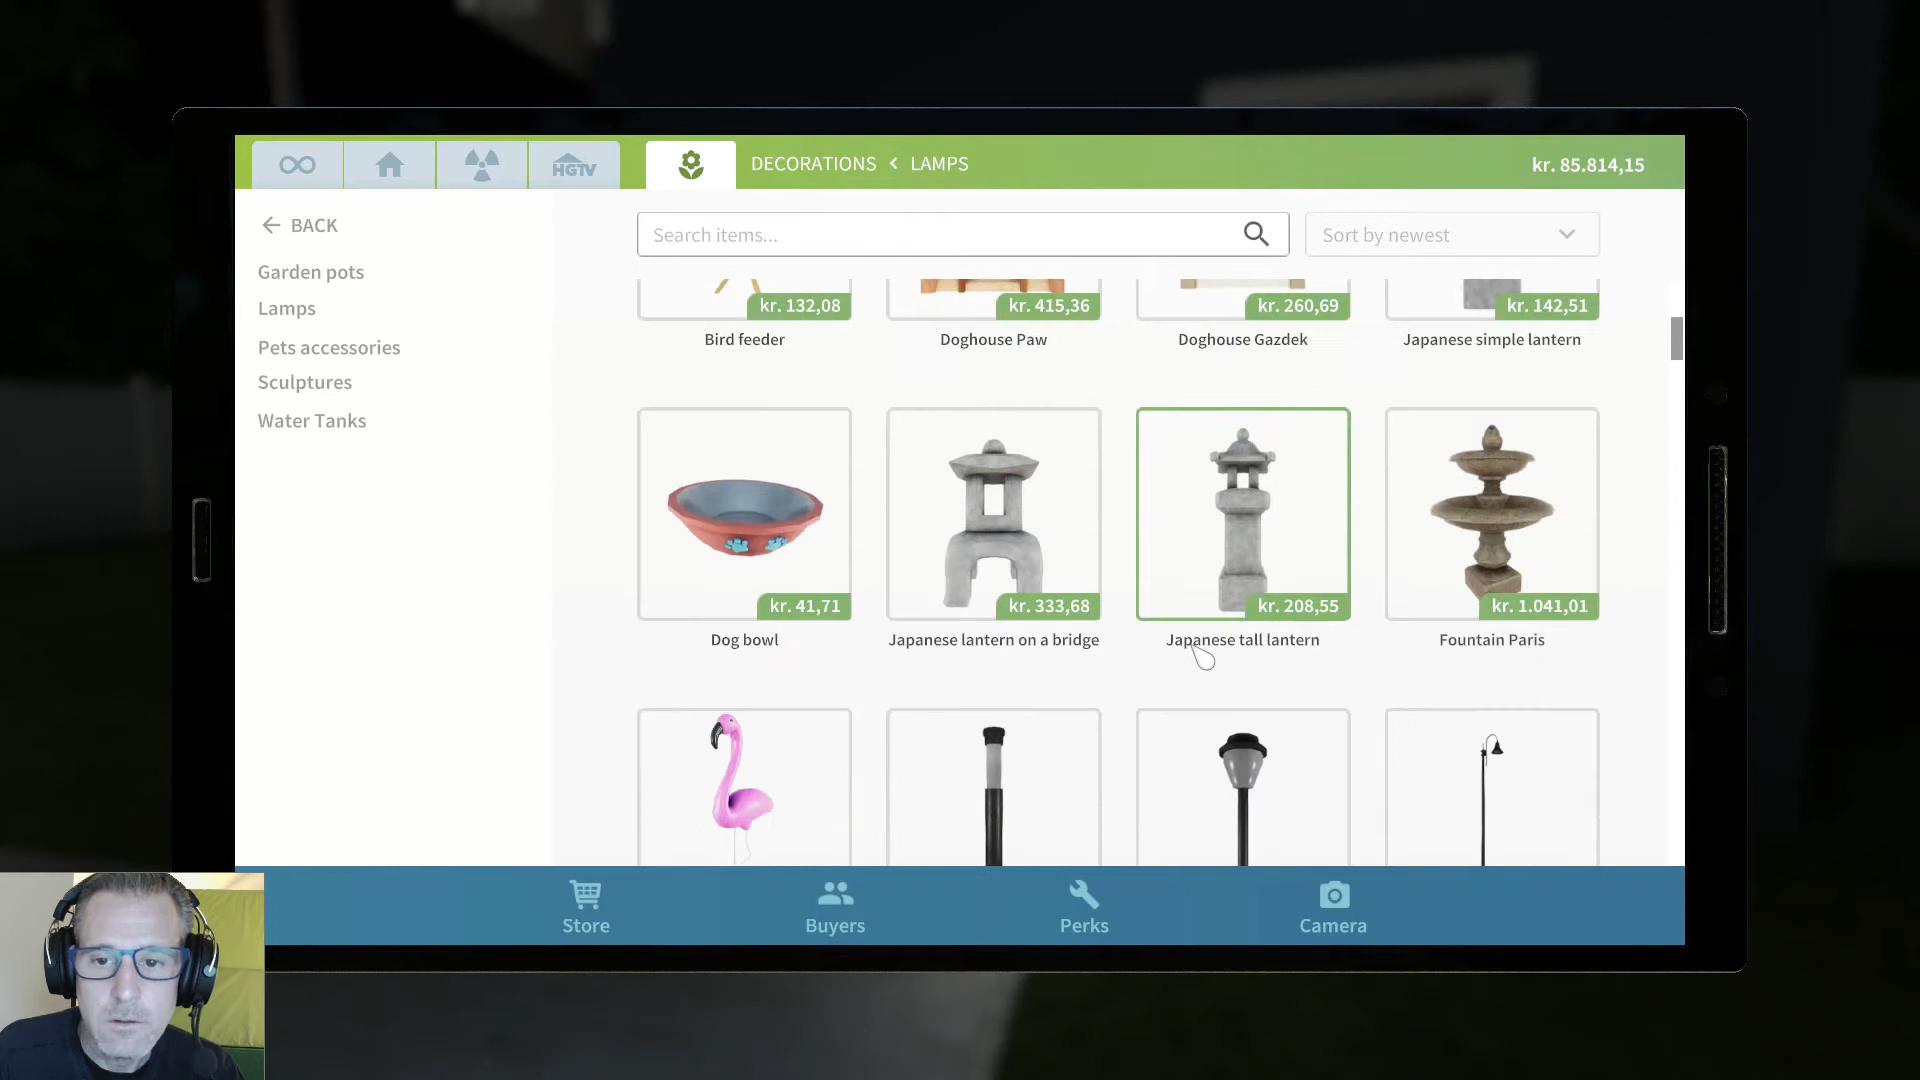 HGTV
DECORATIONS < LAMPS
kr. 85.814,15
BACK
Garden pots
Lamps
Pets accessories
Sculptures
Water Tanks
Search items...
Sort by newest
kr. 132,08
kr. 415,36
kr. 260,69
kr. 142,51
Bird feeder
Doghouse Paw
Doghouse Gazdek
Japanese simple lantern
kr. 41,71
kr. 333,68
kr. 208,55
kr. 1.041,01
Dog bowl
Japanese lantern on a bridge
Japanese tall lantern
Fountain Paris
Store
Buyers
Perks
Camera